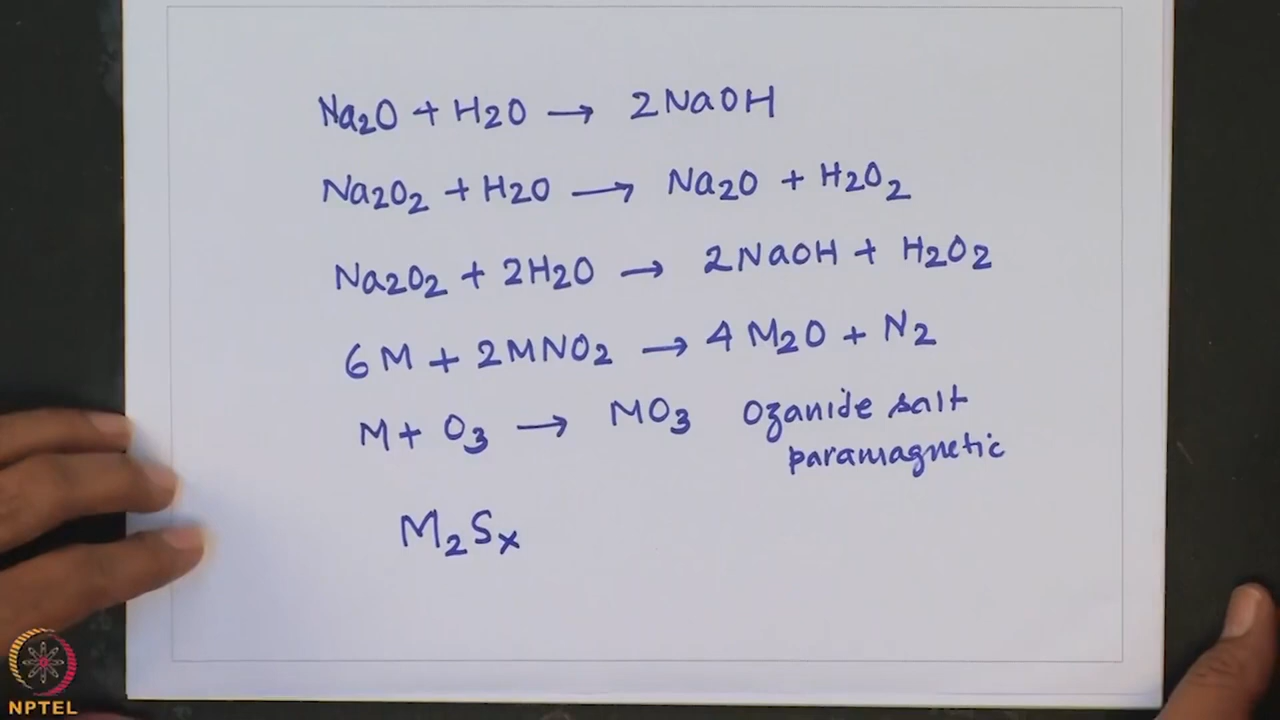 Na2O + H2O → 2NaOH
Na2O2 + H2O → Na2O + H2O2
Na2O2 + 2H2O → 2NaOH + H2O2
6M + 2MNO2 → 4M2O + N2
M + O3 → MO3 Ozanide salt
paramagnetic
M2Sx
NPTEL